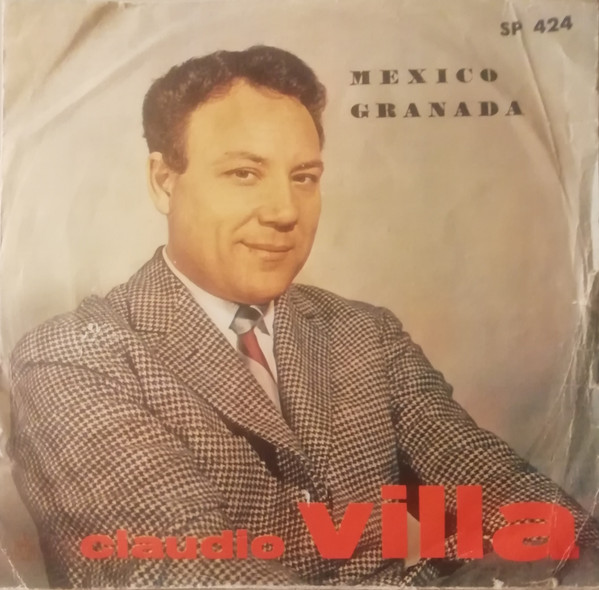 SP 424
MEXICO
GRANADA
claudio villa